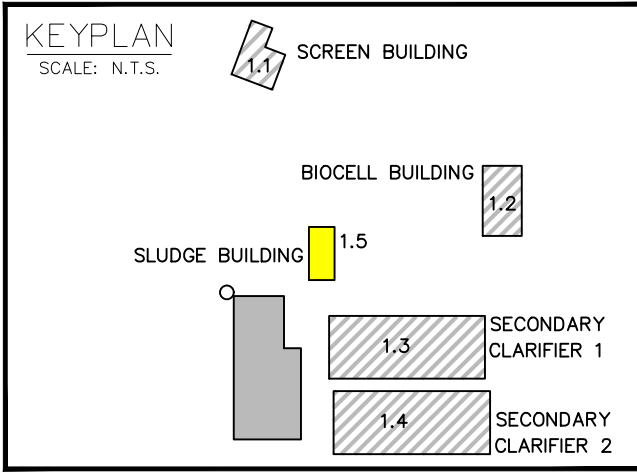 KEYPLAN
SCALE: N.T.S.
1.1
SCREEN BUILDING
BIOCELL BUILDING
1.2
1.5
SLUDGE BUILDING
1.3
SECONDARY
CLARIFIER 1
1.4
SECONDARY
CLARIFIER 2